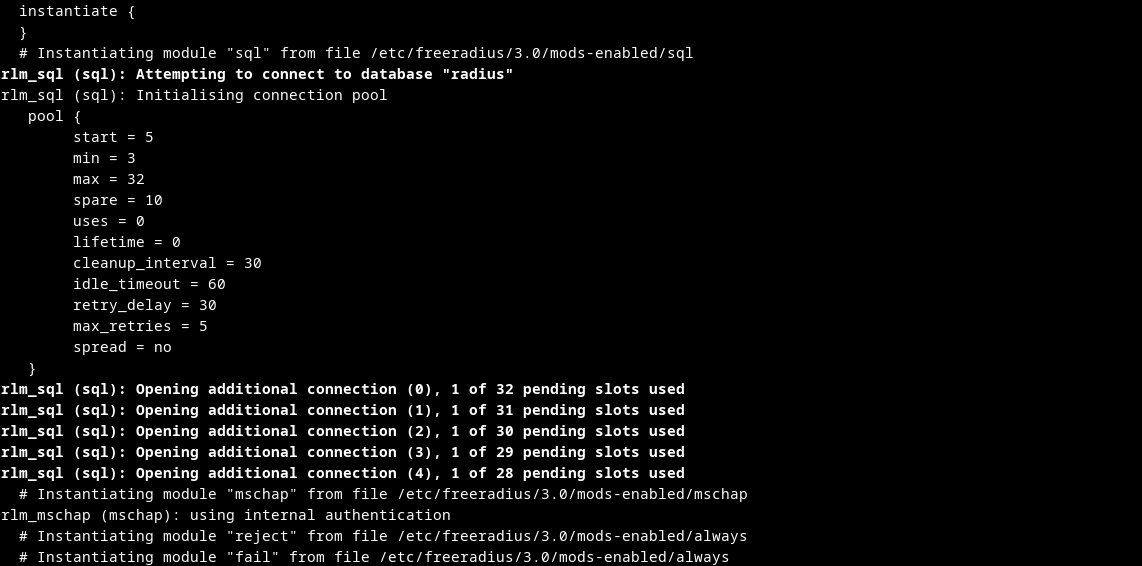 instantiate {
}
# Instantiating module "sql" from file /etc/freeradius/3.0/mods-enabled/sql
rlm_sql (sql): Attempting to connect to database "radius"
rlm_sql (sql): Initialising connection pool
pool {
start = 5
min = 3
max = 32
spare = 10
uses = 0
lifetime = 0
cleanup_interval = 30
idle_timeout = 60
retry_delay = 30
max_retries = 5
spread = no
}
rlm_sql (sql): Opening additional connection (0), 1 of 32 pending slots used
rlm_sql (sql): Opening additional connection (1), 1 of 31 pending slots used
rlm_sql (sql): Opening additional connection (2), 1 of 30 pending slots used
rlm_sql (sql): Opening additional connection (3), 1 of 29 pending slots used
rlm_sql (sql): Opening additional connection (4), 1 of 28 pending slots used
# Instantiating module "mschap" from file /etc/freeradius/3.0/mods-enabled/mschap
rlm_mschap (mschap): using internal authentication
# Instantiating module "reject" from file /etc/freeradius/3.0/mods-enabled/always
# Instantiating module "fail" from file /etc/freeradius/3.0/mods-enabled/always